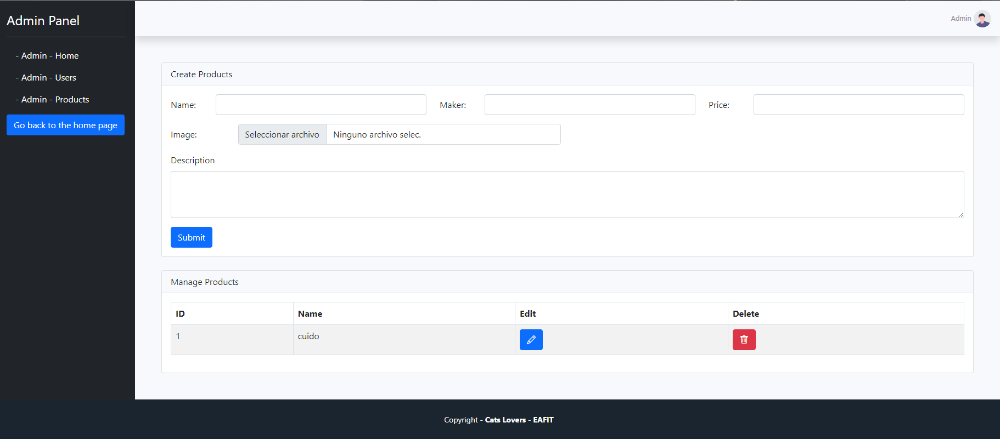 Admin Panel
Admin
- Admin - Home
- Admin - Users
- Admin - Products
Go back to the home page
Create Products
Name:
Maker:
Price:
Image:
Seleccionar archivo
Ninguno archivo selec.
Description
Submit
Manage Products
ID Name Edit Delete
1 cuido
Copyright - Cats Lovers - EAFIT